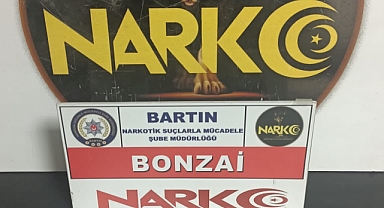 NARKO
BARTIN
NARKOTİK SUÇLARLA MÜCADELE
ŞUBE MÜDÜRLÜĞÜ
NARKO
BONZAİ
NARKO